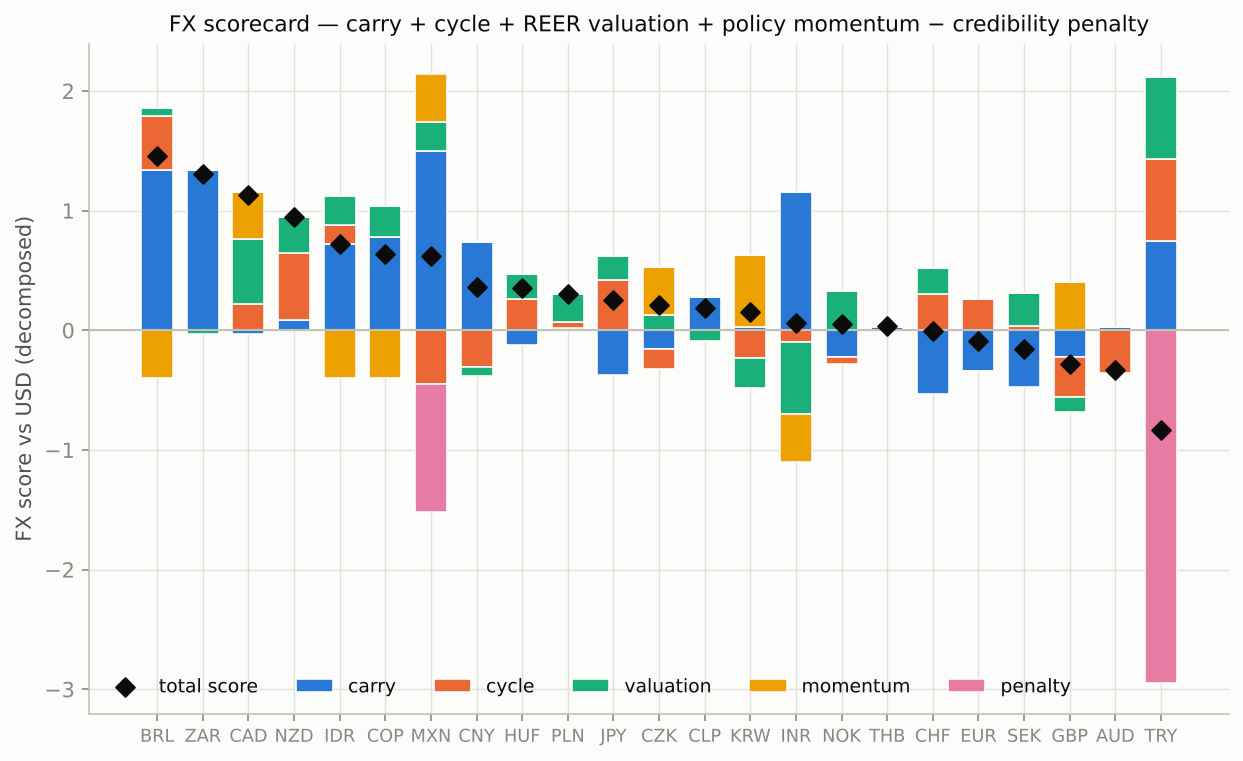 FX scorecard — carry + cycle + REER valuation + policy momentum − credibility penalty
FX score vs USD (decomposed)
2
1
0
−1
−2
−3
total score carry cycle valuation momentum penalty
BRL ZAR CAD NZD IDR COP MXN CNY HUF PLN JPY CZK CLP KRW INR NOK THB CHF EUR SEK GBP AUD TRY